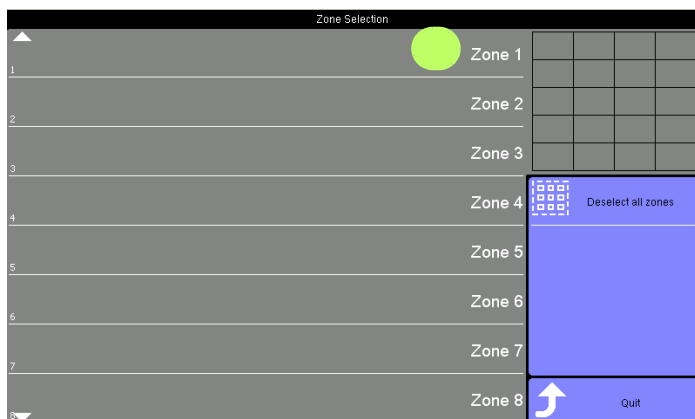 Zone Selection
Zone 1
1
Zone 2
2
Zone 3
3
Zone 4
4
Zone 5
5
Zone 6
6
Zone 7
7
Zone 8
8
Deselect all zones
Quit